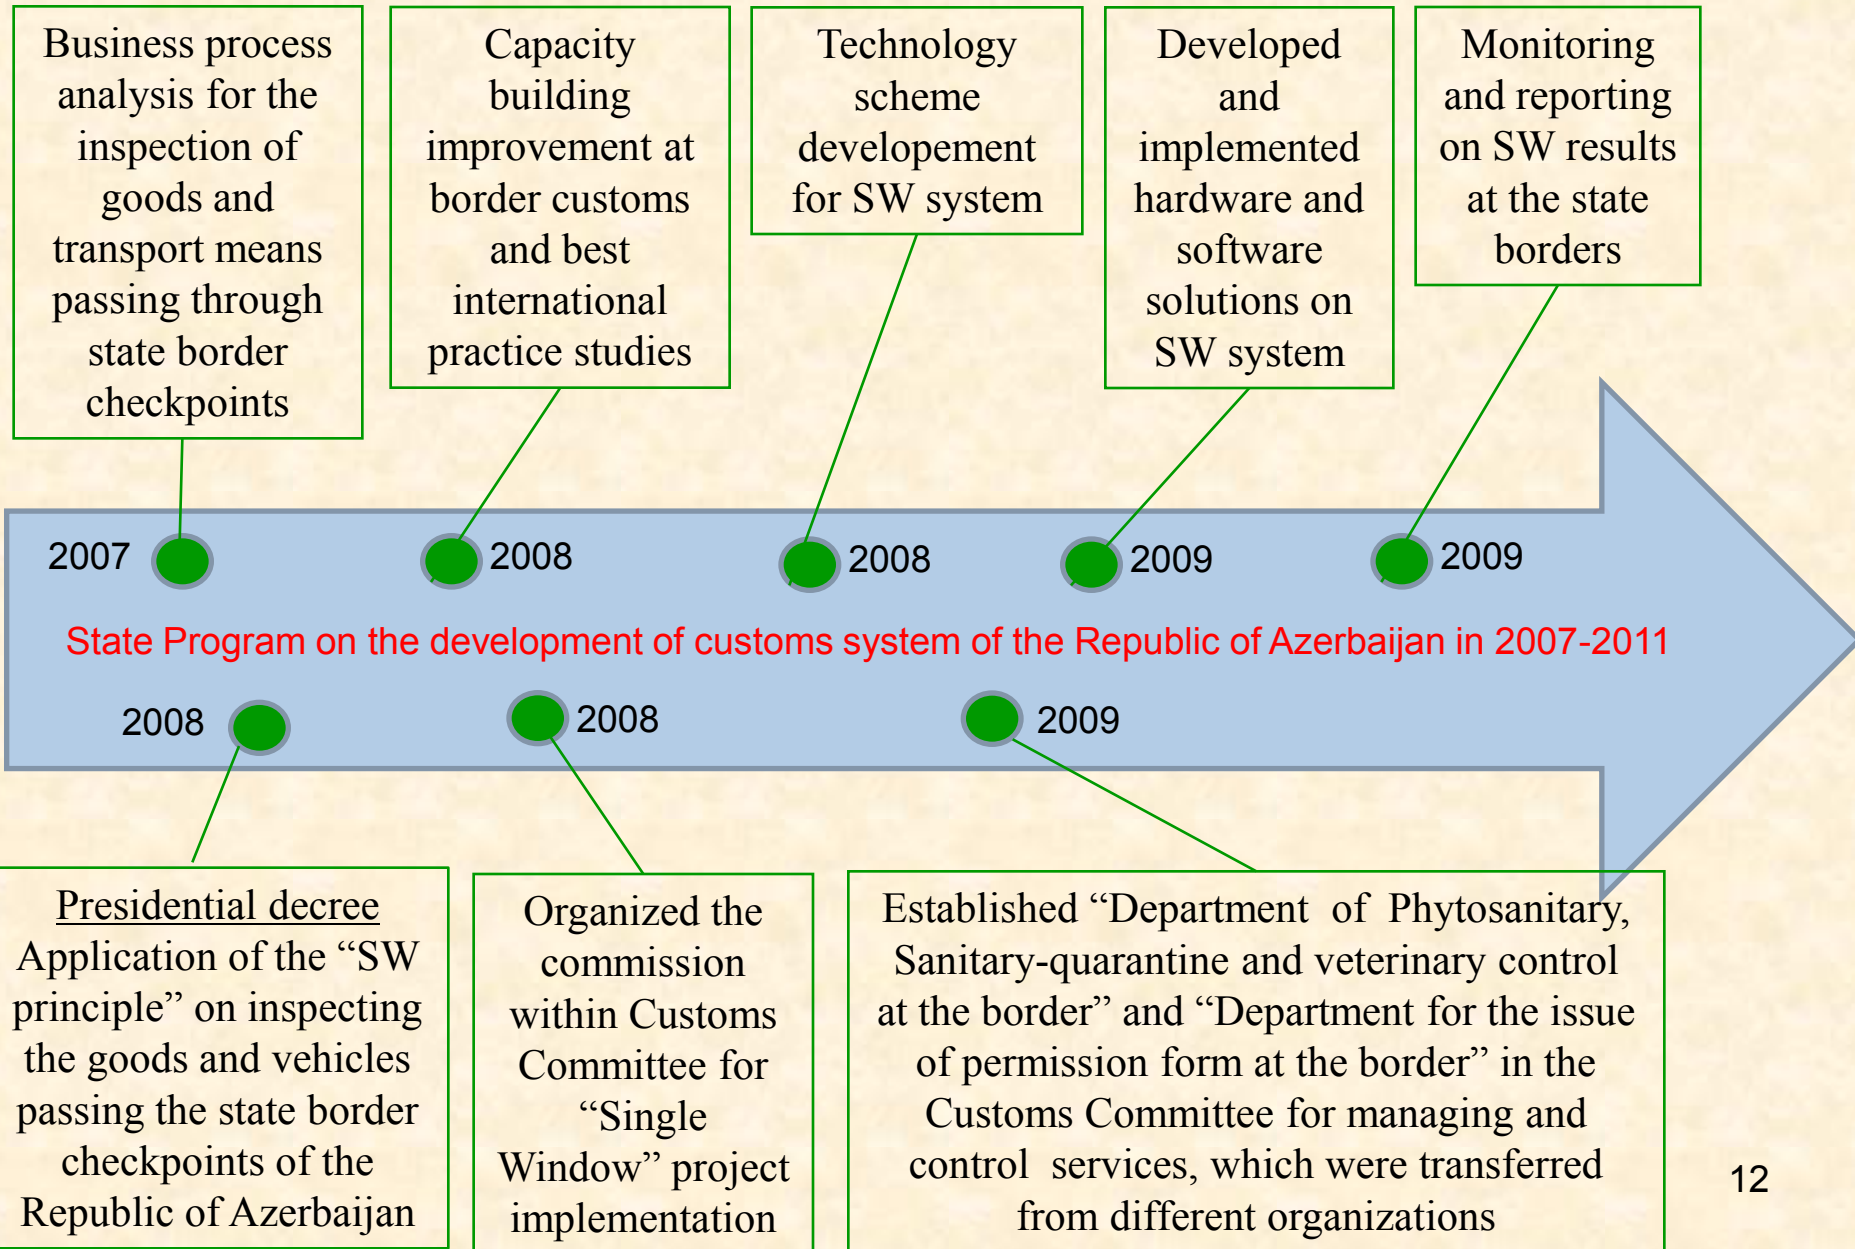 Business process
analysis for the
inspection of
goods and
transport means
passing through
state border
checkpoints
Capacity
building
improvement at
border customs
and best
international
practice studies
Technology
scheme
developement
for SW system
Developed
and
implemented
hardware and
software
solutions on
SW system
Monitoring
and reporting
on SW results
at the state
borders
2007
2008
2008
2009
2009
State Program on the development of customs system of the Republic of Azerbaijan in 2007-2011
2008
2008
2009
Presidential decree
Application of the “SW
principle” on inspecting
the goods and vehicles
passing the state border
checkpoints of the
Republic of Azerbaijan
Organized the
commission
within Customs
Committee for
“Single
Window” project
implementation
Established “Department of Phytosanitary,
Sanitary-quarantine and veterinary control
at the border” and “Department for the issue
of permission form at the border” in the
Customs Committee for managing and
control services, which were transferred
from different organizations
12